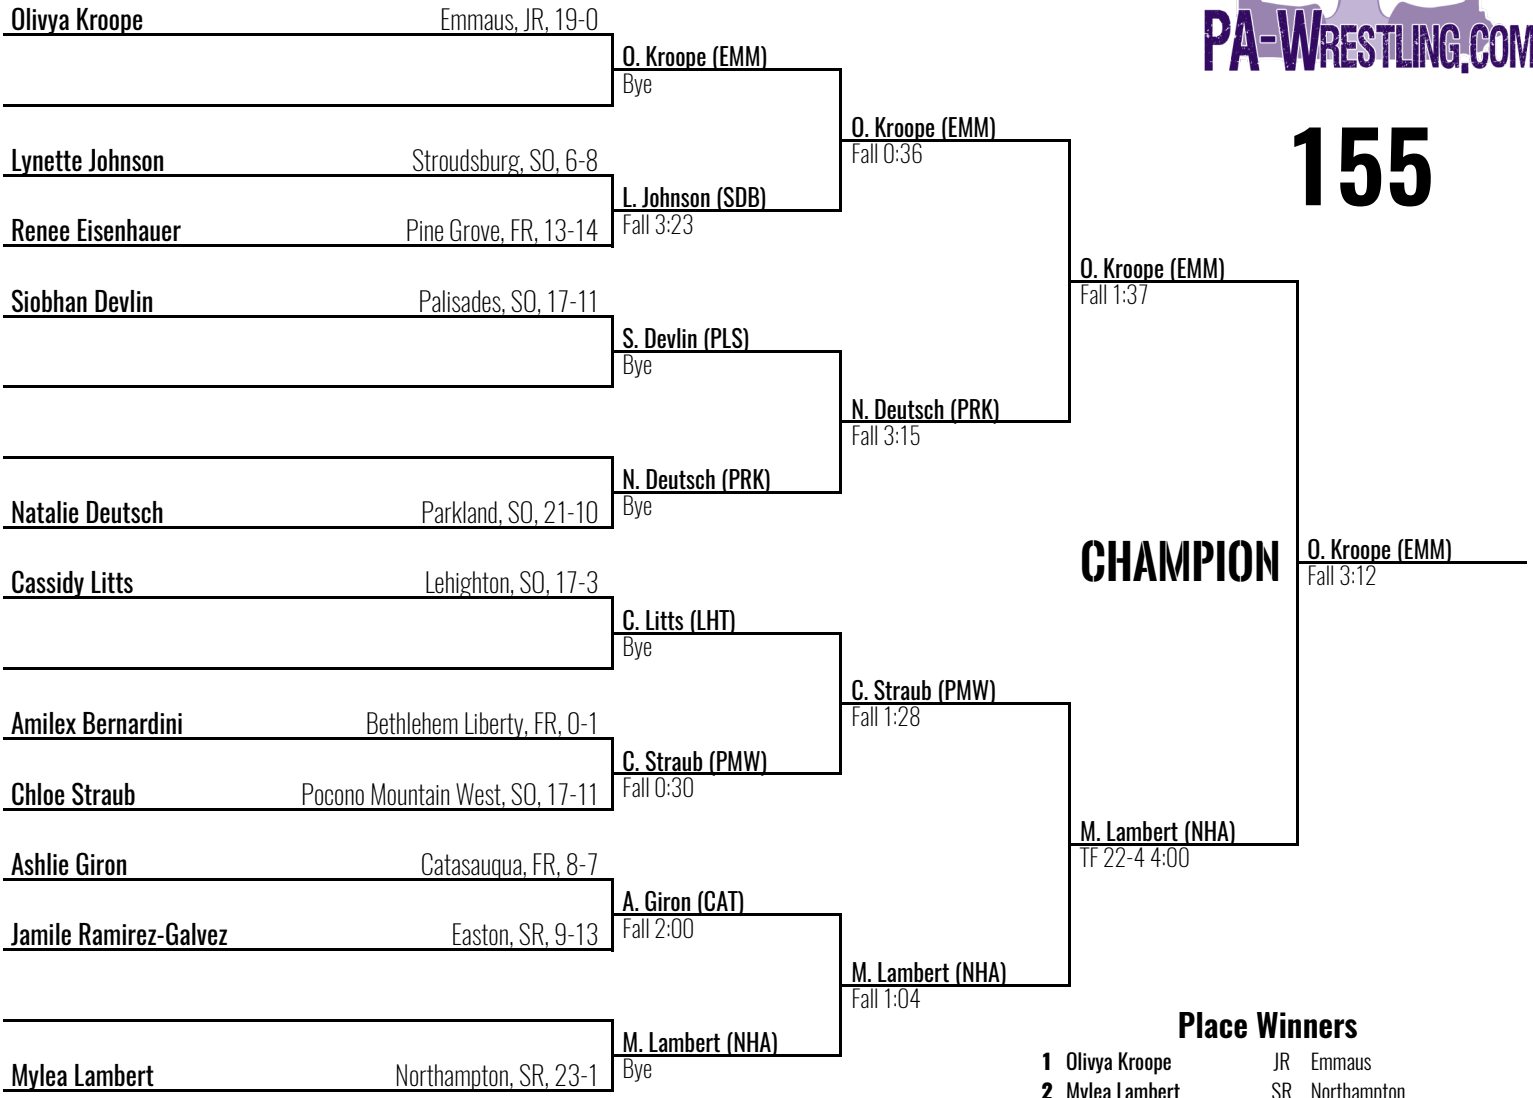 Olivya Kroope Emmaus, JR, 19-0
PA-WRESTLING.COM
O. Kroope (EMM)
Bye
155
O. Kroope (EMM)
Fall 0:36
Lynette Johnson Stroudsburg, SO, 6-8
L. Johnson (SDB)
Fall 3:23
Renee Eisenhauer Pine Grove, FR, 13-14
O. Kroope (EMM)
Fall 1:37
Siobhan Devlin Palisades, SO, 17-11
S. Devlin (PLS)
Bye
N. Deutsch (PRK)
Fall 3:15
N. Deutsch (PRK)
Bye
Natalie Deutsch Parkland, SO, 21-10
CHAMPION
O. Kroope (EMM)
Fall 3:12
Cassidy Litts Lehighton, SO, 17-3
C. Litts (LHT)
Bye
C. Straub (PMW)
Fall 1:28
Amilex Bernardini Bethlehem Liberty, FR, 0-1
C. Straub (PMW)
Fall 0:30
Chloe Straub Pocono Mountain West, SO, 17-11
M. Lambert (NHA)
TF 22-4 4:00
Ashlie Giron Catasauqua, FR, 8-7
A. Giron (CAT)
Fall 2:00
Jamile Ramirez-Galvez Easton, SR, 9-13
M. Lambert (NHA)
Fall 1:04
M. Lambert (NHA)
Bye
Mylea Lambert Northampton, SR, 23-1
Place Winners
1 Olivya Kroope JR Emmaus
2 Mylea Lambert SR Northampton